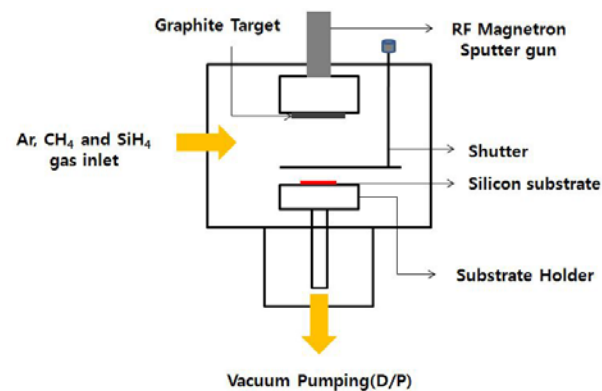 Graphite Target
RF Magnetron
Sputter gun
Ar, CH₄ and SiH₄
gas inlet
Shutter
Silicon substrate
Substrate Holder
Vacuum Pumping(D/P)